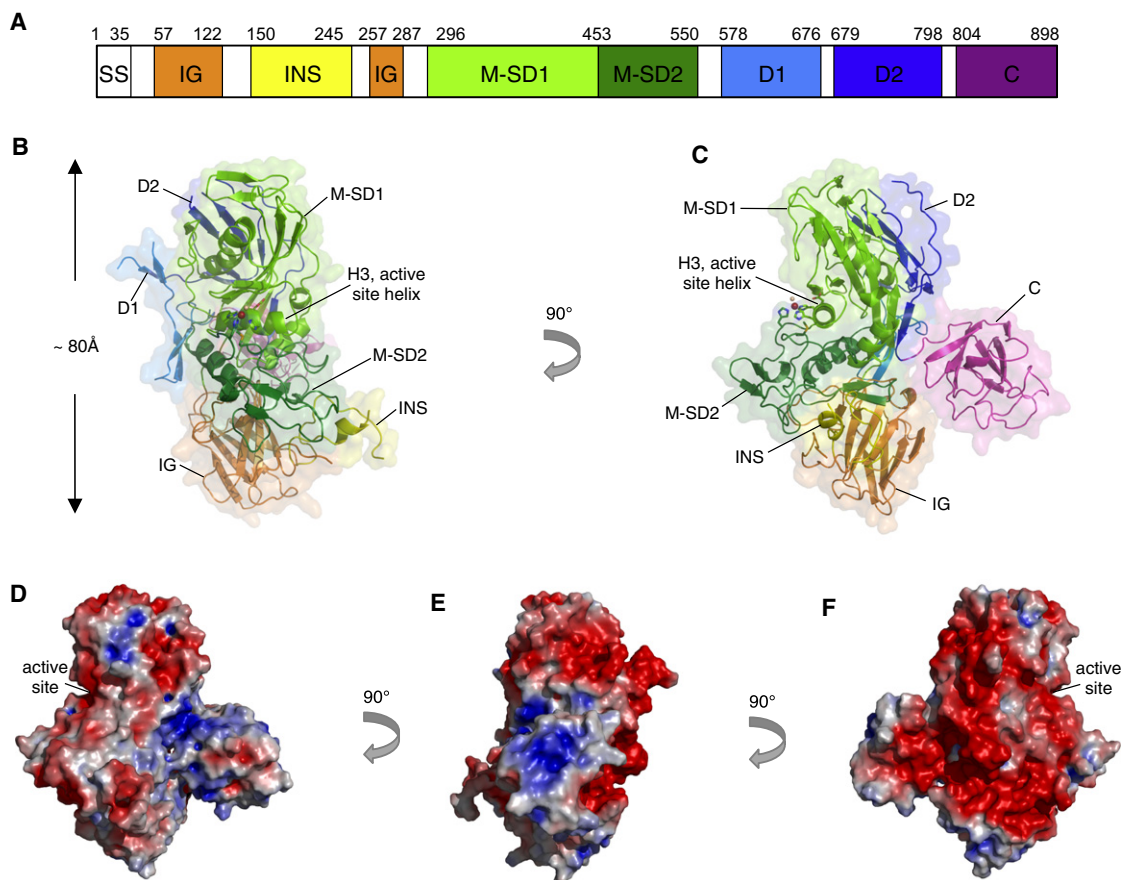 A
1 35 57 122 150 245 257 287 296 453 550 578 676 679 798 804 898
SS IG INS IG M-SD1 M-SD2 D1 D2 C
B
C
D2
M-SD1
D1
H3, active
site helix
~ 80Å
M-SD2
INS
IG
90°
M-SD1
D2
H3, active
site helix
C
M-SD2
INS
IG
D
E
F
active
site
90°
90°
active
site